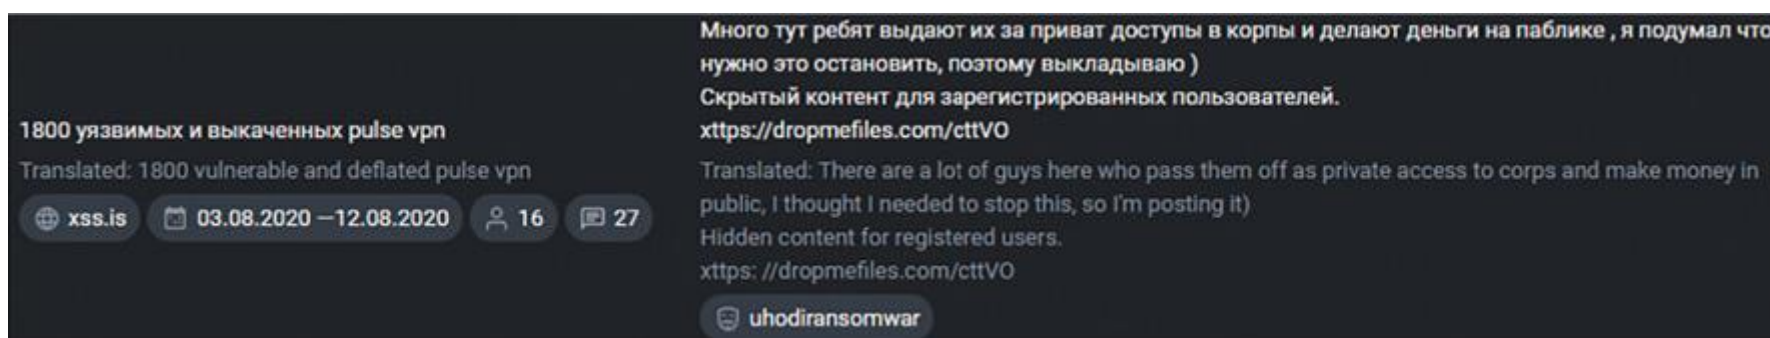 1800 уязвимых и выкаченных pulse vpn
Translated: 1800 vulnerable and deflated pulse vpn
xss.is 03.08.2020 —12.08.2020 16 27
Много тут ребят выдают их за приват доступы в корпы и делают деньги на паблике , я подумал что
нужно это остановить, поэтому выкладываю )
Скрытый контент для зарегистрированных пользователей.
xttps://dropmefiles.com/cttVO
Translated: There are a lot of guys here who pass them off as private access to corps and make money in
public, I thought I needed to stop this, so I'm posting it)
Hidden content for registered users.
xttps: //dropmefiles.com/cttVO
uhodiransomwar